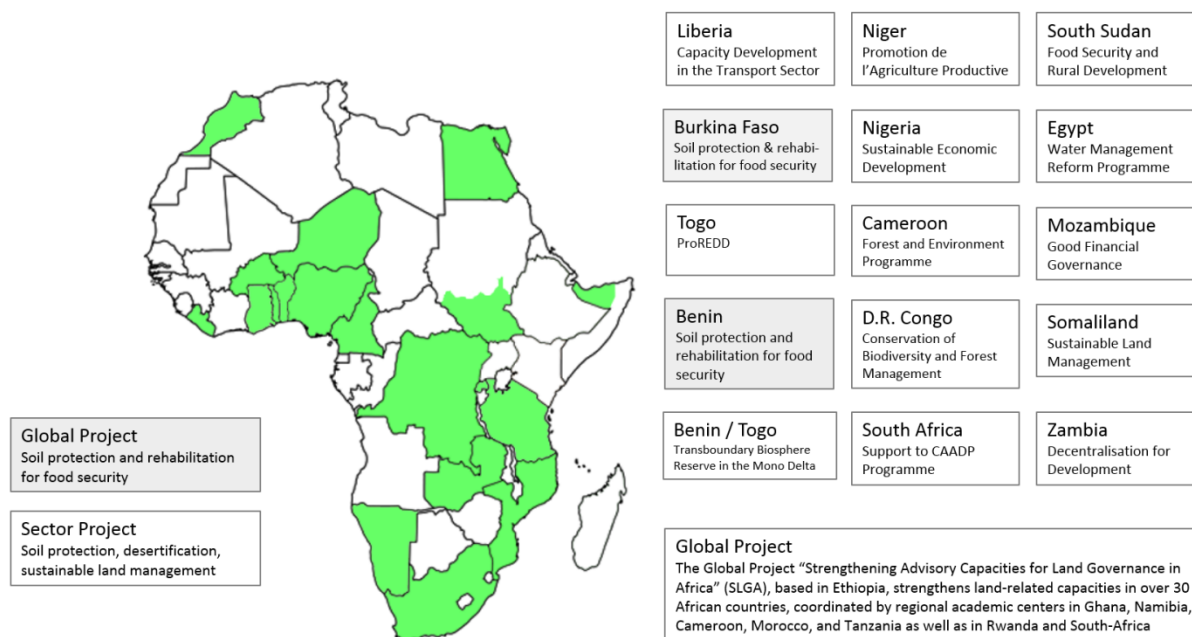 Liberia
Capacity Development
in the Transport Sector
Niger
Promotion de
l'Agriculture Productive
South Sudan
Food Security and
Rural Development
Burkina Faso
Soil protection & rehabi-
litation for food security
Nigeria
Sustainable Economic
Development
Egypt
Water Management
Reform Programme
Togo
ProREDD
Cameroon
Forest and Environment
Programme
Mozambique
Good Financial
Governance
Benin
Soil protection and
rehabilitation for food
security
D.R. Congo
Conservation of
Biodiversity and Forest
Management
Somaliland
Sustainable Land
Management
Benin / Togo
Transboundary Biosphere
Reserve in the Mono Delta
South Africa
Support to CAADP
Programme
Zambia
Decentralisation for
Development
Global Project
Soil protection and rehabilitation
for food security
Sector Project
Soil protection, desertification,
sustainable land management
Global Project
The Global Project "Strengthening Advisory Capacities for Land Governance in
Africa" (SLGA), based in Ethiopia, strengthens land-related capacities in over 30
African countries, coordinated by regional academic centers in Ghana, Namibia,
Cameroon, Morocco, and Tanzania as well as in Rwanda and South-Africa